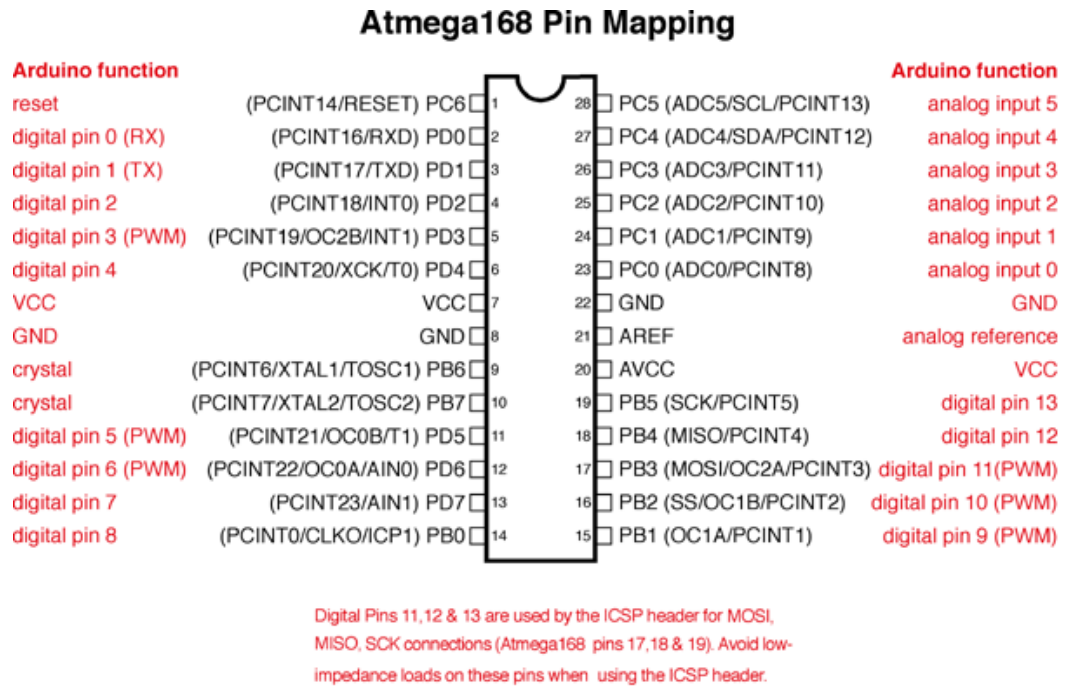 Atmega168 Pin Mapping
Arduino function Arduino function
reset (PCINT14/RESET) PC6 1 28 PC5 (ADC5/SCL/PCINT13) analog input 5
digital pin 0 (RX) (PCINT16/RXD) PD0 2 27 PC4 (ADC4/SDA/PCINT12) analog input 4
digital pin 1 (TX) (PCINT17/TXD) PD1 3 26 PC3 (ADC3/PCINT11) analog input 3
digital pin 2 (PCINT18/INT0) PD2 4 25 PC2 (ADC2/PCINT10) analog input 2
digital pin 3 (PWM) (PCINT19/OC2B/INT1) PD3 5 24 PC1 (ADC1/PCINT9) analog input 1
digital pin 4 (PCINT20/XCK/T0) PD4 6 23 PC0 (ADC0/PCINT8) analog input 0
VCC VCC 7 22 GND GND
GND GND 8 21 AREF analog reference
crystal (PCINT6/XTAL1/TOSC1) PB6 9 20 AVCC VCC
crystal (PCINT7/XTAL2/TOSC2) PB7 10 19 PB5 (SCK/PCINT5) digital pin 13
digital pin 5 (PWM) (PCINT21/OC0B/T1) PD5 11 18 PB4 (MISO/PCINT4) digital pin 12
digital pin 6 (PWM) (PCINT22/OC0A/AIN0) PD6 12 17 PB3 (MOSI/OC2A/PCINT3) digital pin 11(PWM)
digital pin 7 (PCINT23/AIN1) PD7 13 16 PB2 (SS/OC1B/PCINT2) digital pin 10 (PWM)
digital pin 8 (PCINT0/CLKO/ICP1) PB0 14 15 PB1 (OC1A/PCINT1) digital pin 9 (PWM)
Digital Pins 11,12 & 13 are used by the ICSP header for MOSI,
MISO, SCK connections (Atmega168 pins 17,18 & 19). Avoid low-
impedance loads on these pins when using the ICSP header.